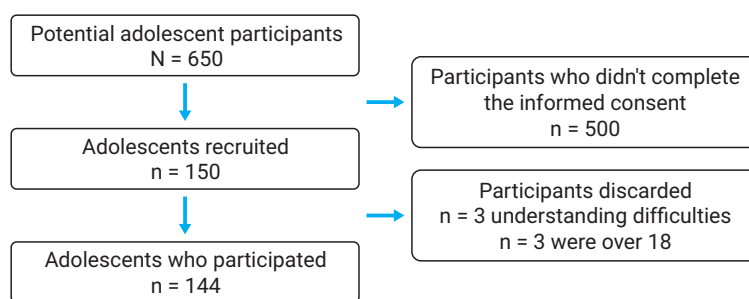 Potential adolescent participants
N = 650
Participants who didn't complete
the informed consent
n = 500
Adolescents recruited
n = 150
Participants discarded
n = 3 understanding difficulties
n = 3 were over 18
Adolescents who participated
n = 144